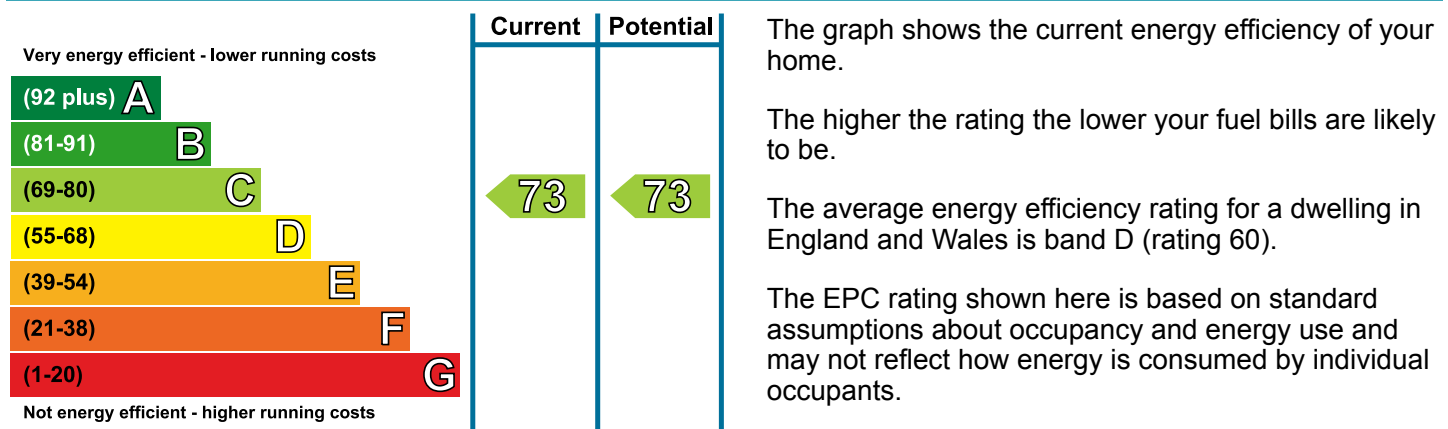 Current Potential
Very energy efficient - lower running costs
(92 plus) A
(81-91) B
(69-80) C
73 73
(55-68) D
(39-54) E
(21-38) F
(1-20) G
Not energy efficient - higher running costs
The graph shows the current energy efficiency of your
home.
The higher the rating the lower your fuel bills are likely
to be.
The average energy efficiency rating for a dwelling in
England and Wales is band D (rating 60).
The EPC rating shown here is based on standard
assumptions about occupancy and energy use and
may not reflect how energy is consumed by individual
occupants.